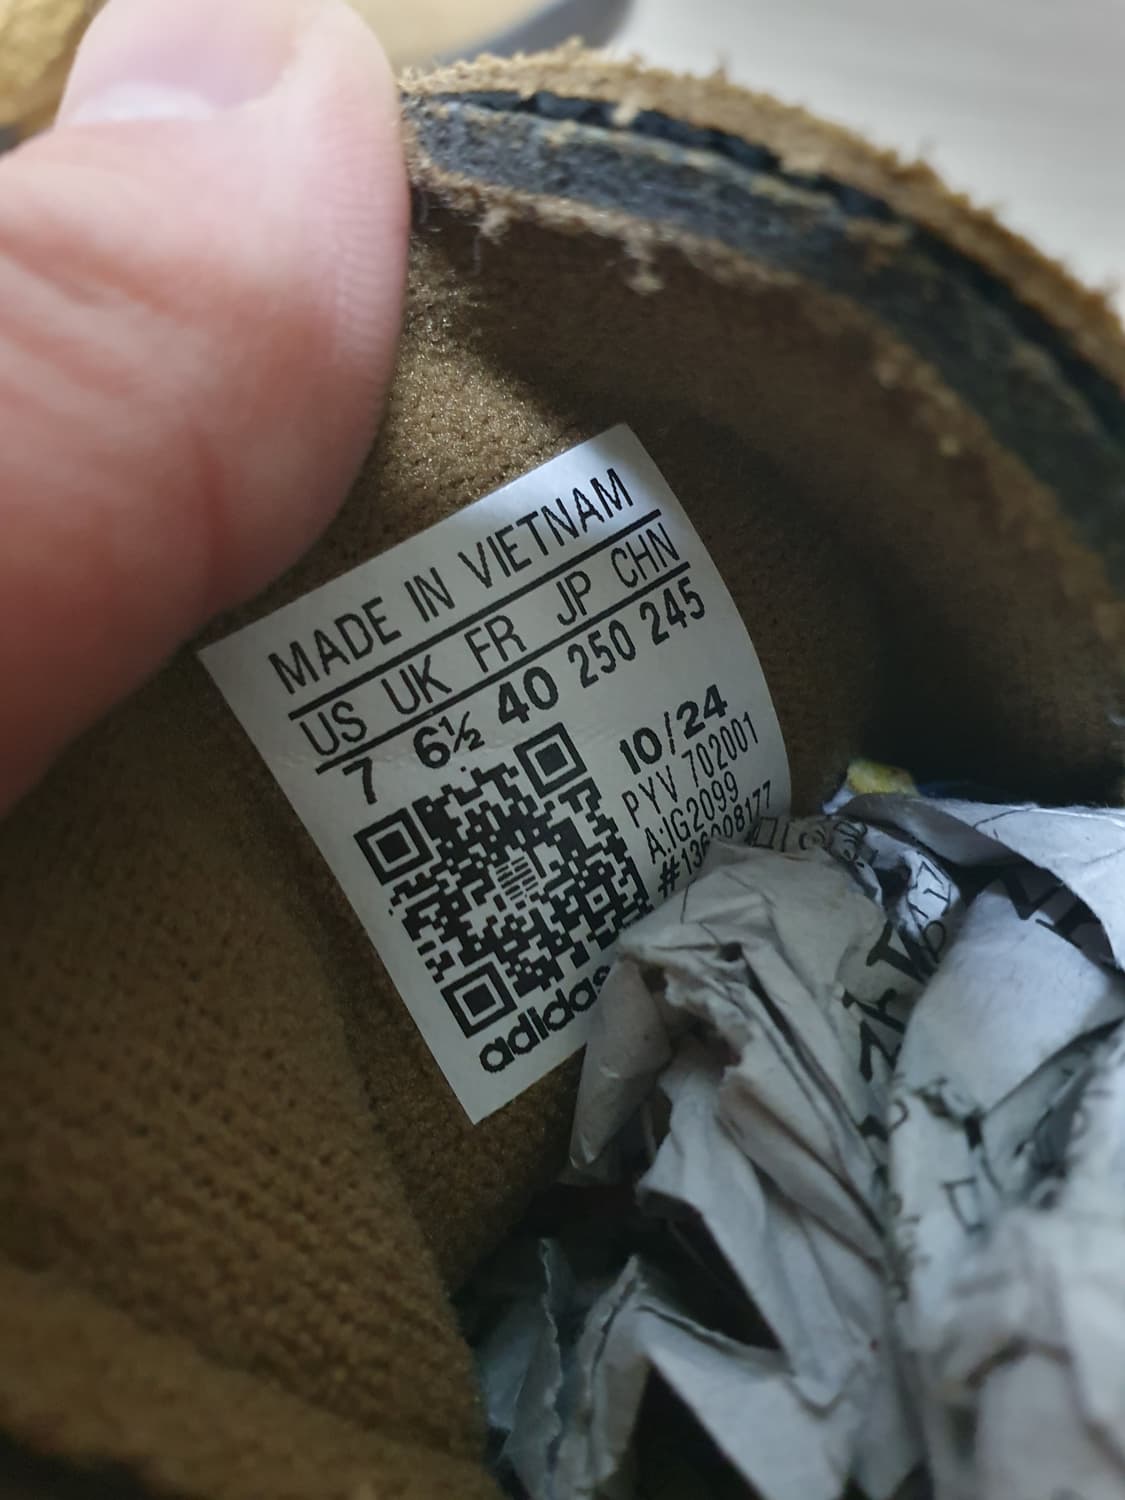 MADE IN VIETNAM
US UK FR JP CHN
7 6½ 40 250 245
10/24
PYV 702001
A:IG2099
adidas